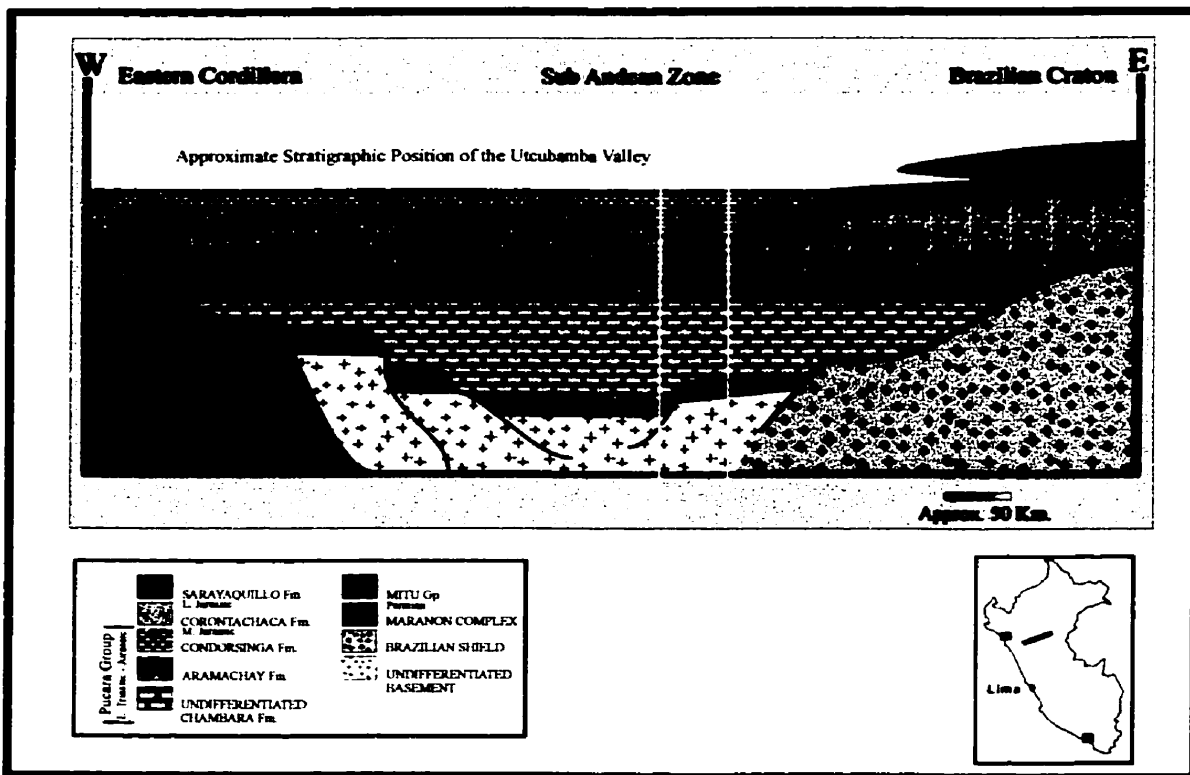 W E
Eastern Cordillera Sub Andean Zone Brazilian Craton
Approximate Stratigraphic Position of the Utcubamba Valley
Approx. 50 Km.
SARAYAQUILLO Fm.
L. Jurassic
CORONTACHACA Fm.
M. Jurassic
CONDORSINGA Fm.
ARAMACHAY Fm.
UNDIFFERENTIATED
CHAMBARA Fm.
Pucara Group
L. Triassic - Jurassic
MITU Gp
Permian
MARANON COMPLEX
BRAZILIAN SHIELD
UNDIFFERENTIATED
BASEMENT
Lima